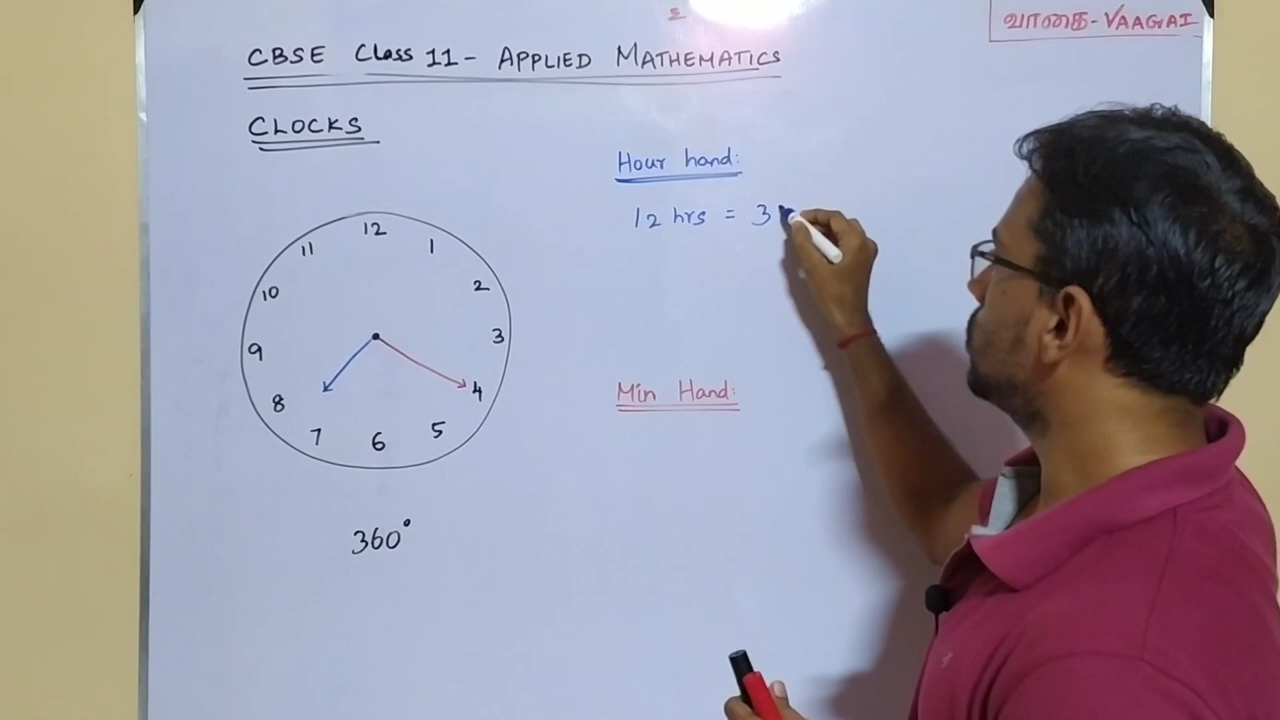 வாகை - VAAGAI
CBSE Class 11 - APPLIED MATHEMATICS
CLOCKS
Hour hand:
12 hrs = 3
12
11
1
10
2
9
3
8
4
7
5
6
Min Hand:
360°